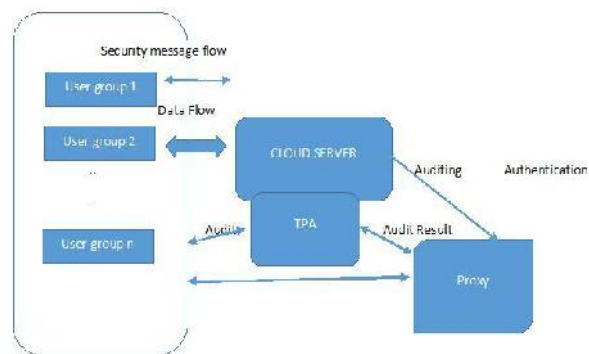 Security message flow
User group 1
Data Flow
User group 2
CLOUD SERVER
Auditing
Authentication
TPA
Audit
Audit Result
User group n
Proxy